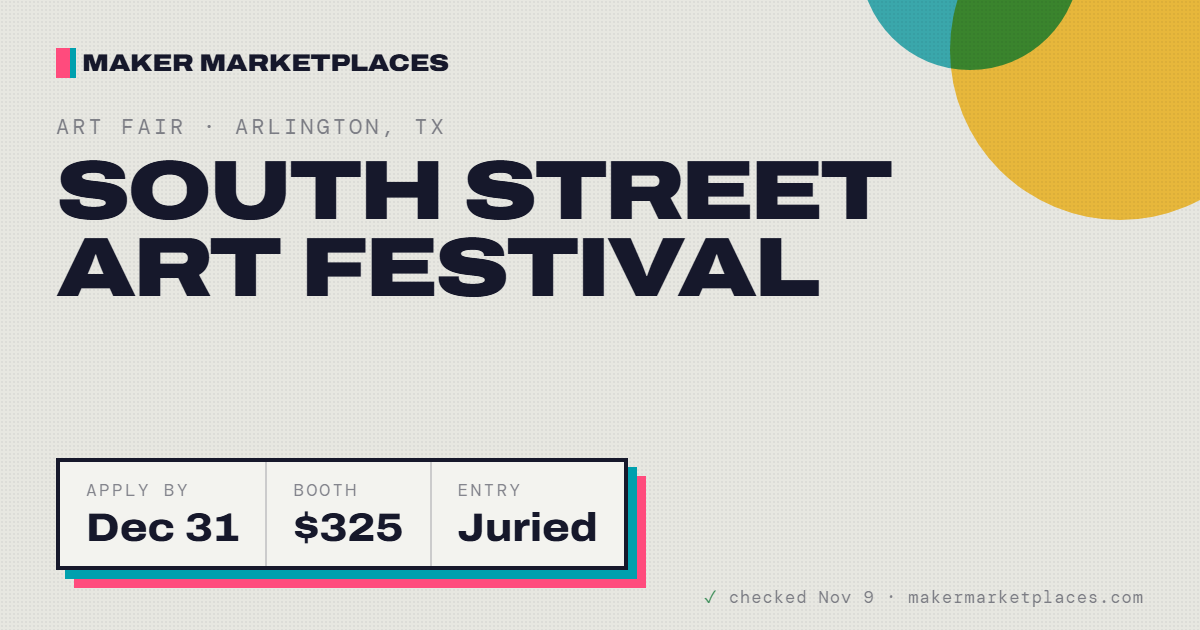 MAKER MARKETPLACES
ART FAIR · ARLINGTON, TX
SOUTH STREET
ART FESTIVAL
APPLY BY
Dec 31
BOOTH
$325
ENTRY
Juried
✓ checked Nov 9 · makermarketplaces.com